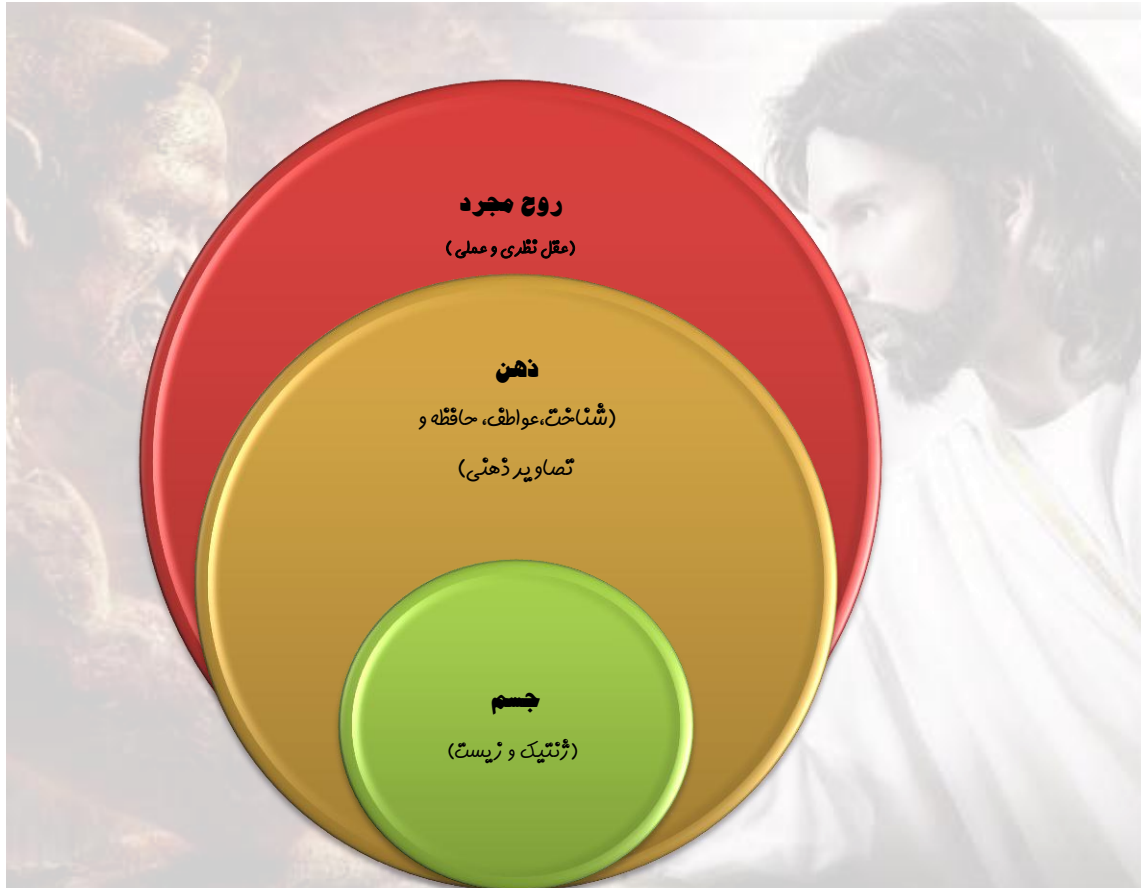 روح مجرد
(عقل نظری و عملی )
ذهن
(شناخت،عواطف، حافظه و
تصاویر ذهنی)
جسم
(ژنتیک و زیست)